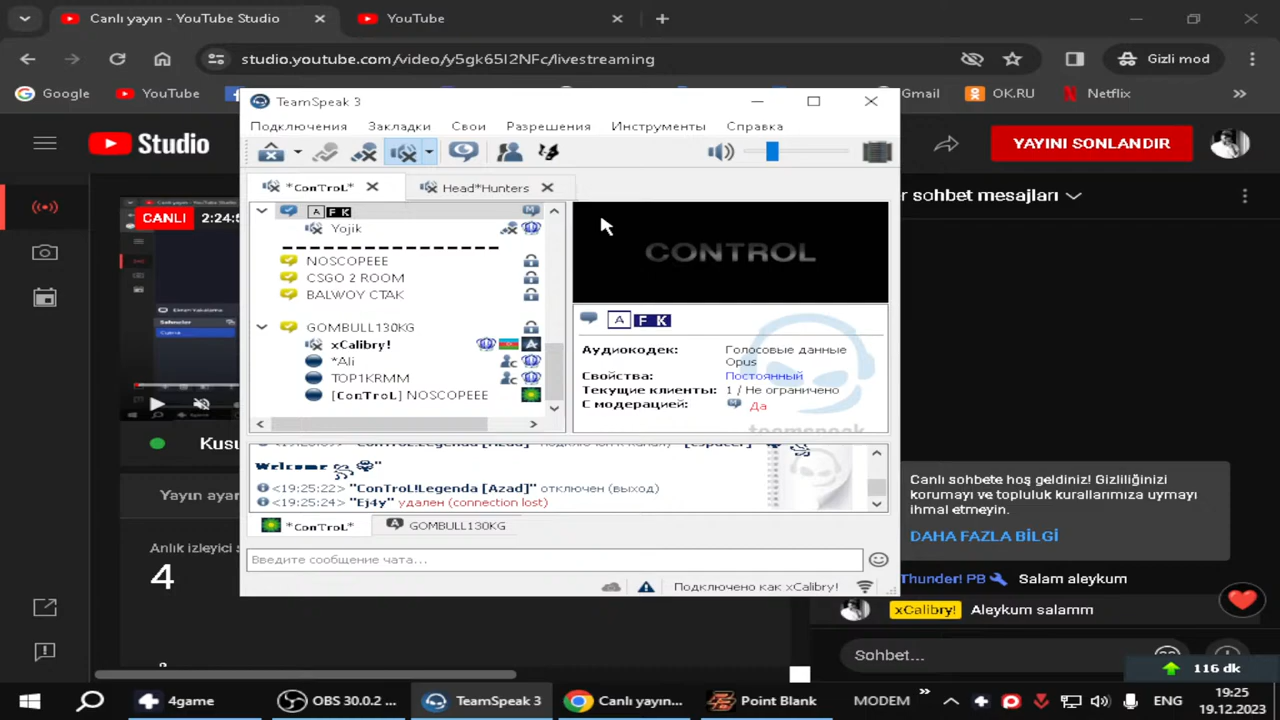 Canlı yayın - YouTube Studio
YouTube
studio.youtube.com/video/y5gk65I2NFc/livestreaming
Gizli mod
Google
YouTube
Gmail
OK.RU
Netflix
Studio
TeamSpeak 3
Подключения Закладки Свои Разрешения Инструменты Справка
YAYINI SONLANDIR
*ConTroL*
Head*Hunters
r sohbet mesajları
CANLI 2:24:5
A F K
Yojik
NOSCOPEEE
CSGO 2 ROOM
BALWOY CTAK
GOMBULL130KG
xCalibry!
*Ali
TOP1KRMM
[ConTroL] NOSCOPEEE
CONTROL
A F K
Аудиокодек: Голосовые данные
Opus
Свойства: Постоянный
Текущие клиенты: 1 / Не ограничено
С модерацией: Да
teamspeak
Welcome
<19:25:22> "ConTroL!Legenda [Azad]" отключен (выход)
<19:25:24> "Ej4y" удален (connection lost)
*ConTroL*
GOMBULL130KG
Введите сообщение чата...
Подключено как xCalibry!
Kusu
Yayın ayar
Anlık izleyici s
4
Canlı sohbete hoş geldiniz! Gizliliğinizi
korumayı ve topluluk kurallarımıza uymayı
ihmal etmeyin.
DAHA FAZLA BİLGİ
Thunder! PB Salam aleykum
xCalibry! Aleykum salamm
Sohbet...
116 dk
4game
OBS 30.0.2 ...
TeamSpeak 3
Canlı yayın...
Point Blank
MODEM
ENG
19:25
19.12.2023